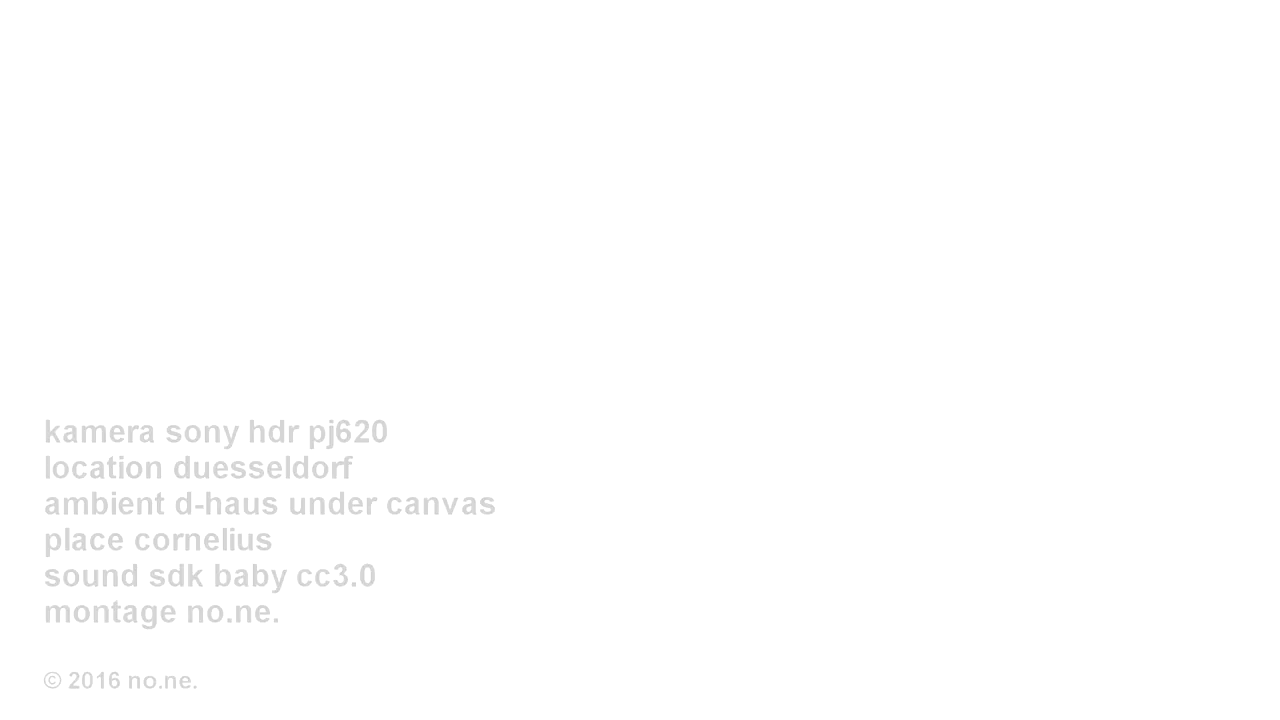 kamera sony hdr pj620
location duesseldorf
ambient d-haus under canvas
place cornelius
sound sdk baby cc3.0
montage no.ne.
© 2016 no.ne.